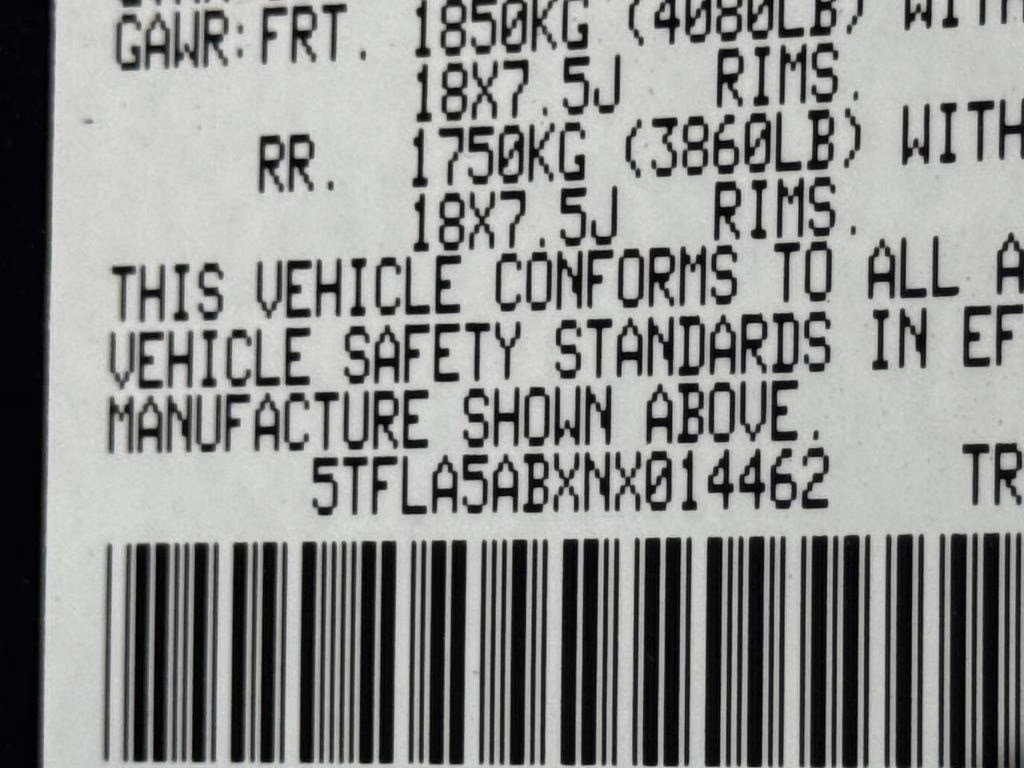 GAWR: FRT. 1850KG (4080LB) WITH
18X7.5J RIMS.
RR. 1750KG (3860LB) WITH
18X7.5J RIMS.
THIS VEHICLE CONFORMS TO ALL A
VEHICLE SAFETY STANDARDS IN EF
MANUFACTURE SHOWN ABOVE.
5TFLA5ABXNX014462 TR